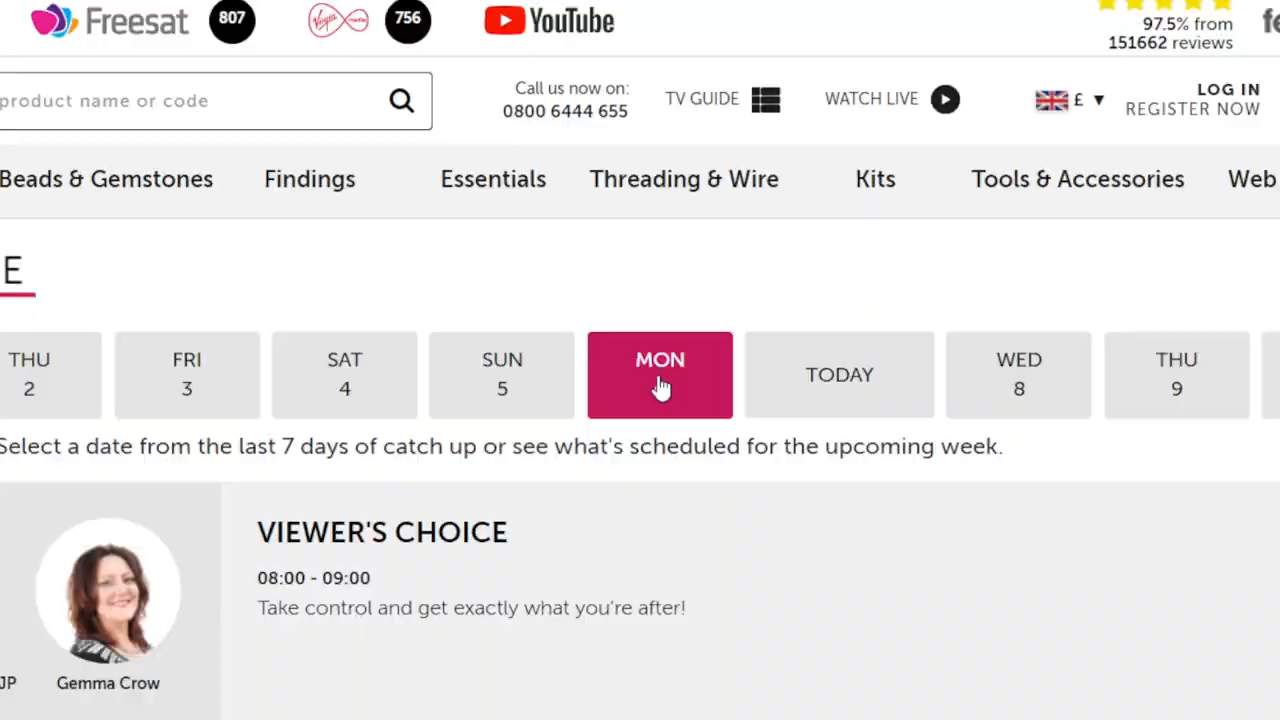 Freesat 807 Virgin media 756 YouTube
97.5% from
151662 reviews
product name or code
Call us now on:
0800 6444 655
TV GUIDE
WATCH LIVE
£
LOG IN
REGISTER NOW
Beads & Gemstones Findings Essentials Threading & Wire Kits Tools & Accessories Web
E
THU
2
FRI
3
SAT
4
SUN
5
MON
TODAY
WED
8
THU
9
Select a date from the last 7 days of catch up or see what's scheduled for the upcoming week.
VIEWER'S CHOICE
08:00 - 09:00
Take control and get exactly what you're after!
JP Gemma Crow